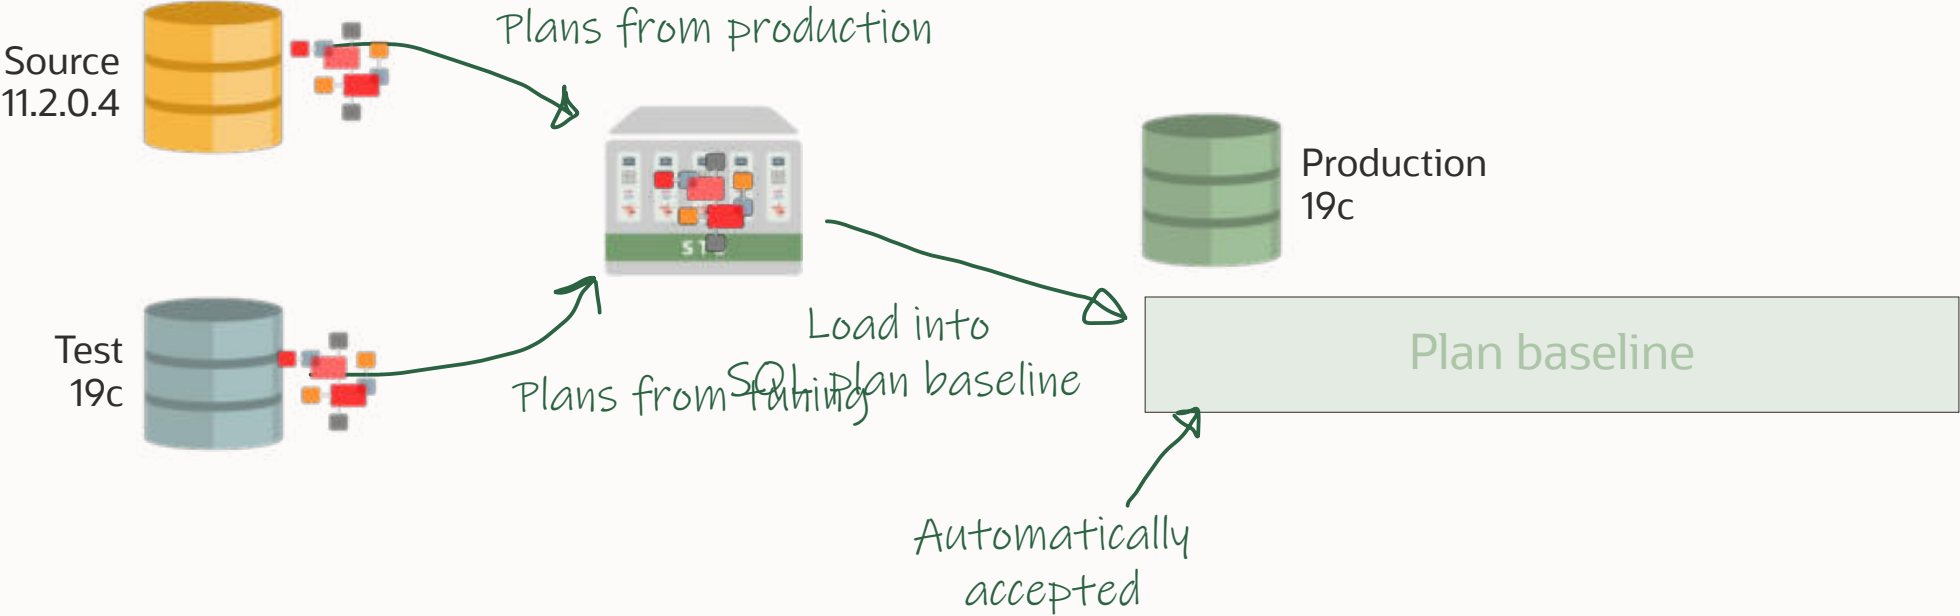 Plans from production
Source
11.2.0.4
Production
19c
Load into
SQL plan baseline
Test
19c
Plans from tuning
Plan baseline
Automatically
accepted